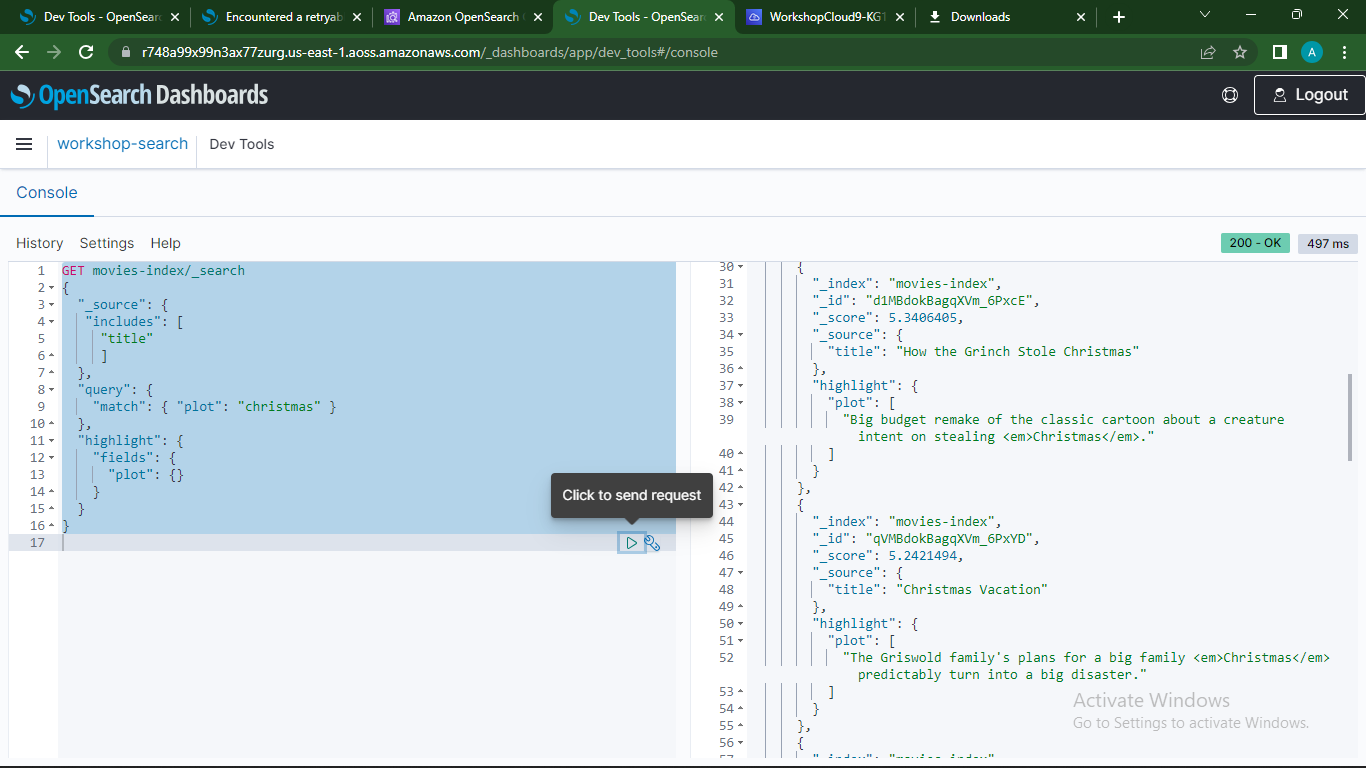 Dev Tools - OpenSear
Encountered a retryab
Amazon OpenSearch
Dev Tools - OpenSear
WorkshopCloud9-KG1
Downloads
r748a99x99n3ax77zurg.us-east-1.aoss.amazonaws.com/_dashboards/app/dev_tools#/console
A
OpenSearch Dashboards
Logout
workshop-search
Dev Tools
Console
History Settings Help
200 - OK
497 ms
1 GET movies-index/_search
2 {
3 "_source": {
4 "includes": [
5 "title"
6 ]
7 },
8 "query": {
9 "match": { "plot": "christmas" }
10 },
11 "highlight": {
12 "fields": {
13 "plot": {}
14 }
15 }
16 }
17
Click to send request
30 {
31 "_index": "movies-index",
32 "_id": "d1MBdokBagqXVm_6PxcE",
33 "_score": 5.3406405,
34 "_source": {
35 "title": "How the Grinch Stole Christmas"
36 },
37 "highlight": {
38 "plot": [
39 "Big budget remake of the classic cartoon about a creature
intent on stealing <em>Christmas</em>."
40 ]
41 }
42 },
43 {
44 "_index": "movies-index",
45 "_id": "qVMBdokBagqXVm_6PxYD",
46 "_score": 5.2421494,
47 "_source": {
48 "title": "Christmas Vacation"
49 },
50 "highlight": {
51 "plot": [
52 "The Griswold family's plans for a big family <em>Christmas</em>
predictably turn into a big disaster."
53 ]
54 }
55 },
56 {
Activate Windows
Go to Settings to activate Windows.